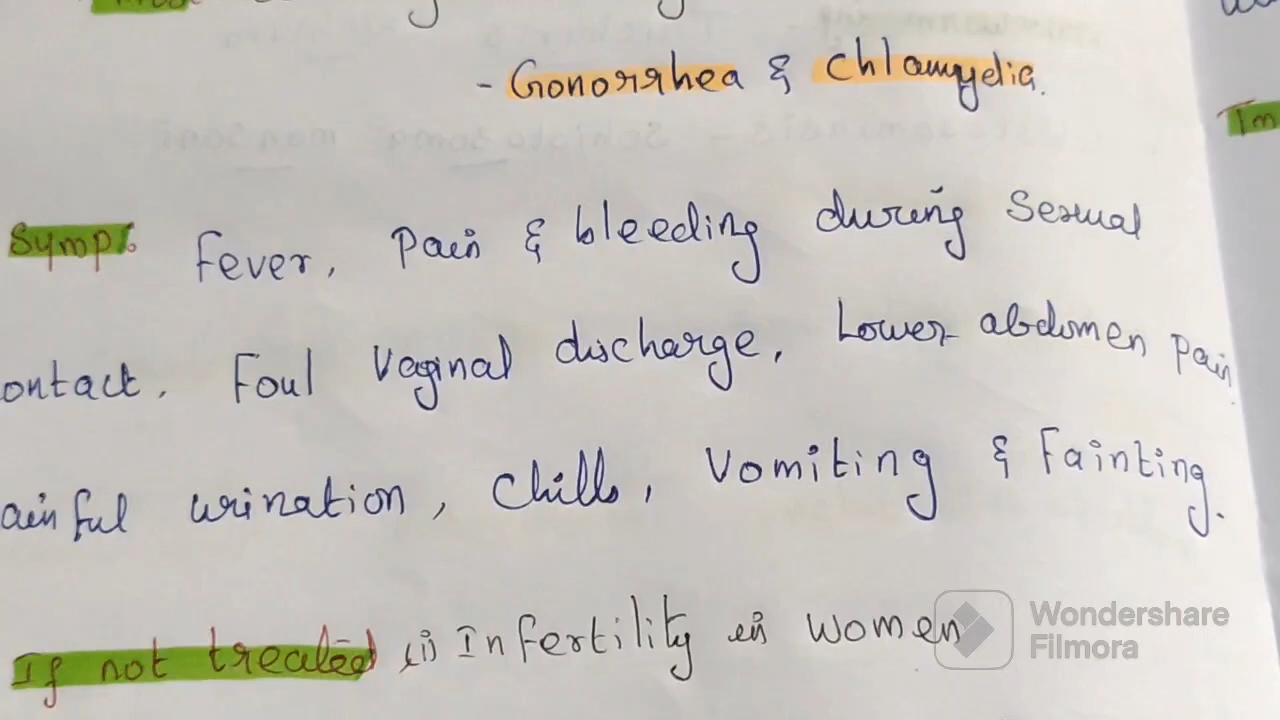 - Gonorrhea & Chlamydia.
Im
Symp: Fever, Pain & bleeding during Sexual
ontact. Foul Vaginal discharge, Lower abdomen Pain.
ainful urination, Chills, Vomiting & Fainting.
If not treated (i) Infertility in women
Wondershare
Filmora